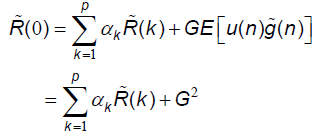 R̃(0) = ∑_{k=1}^{p} α_k R̃(k) + GE[u(n)g̃(n)]
= ∑_{k=1}^{p} α_k R̃(k) + G²